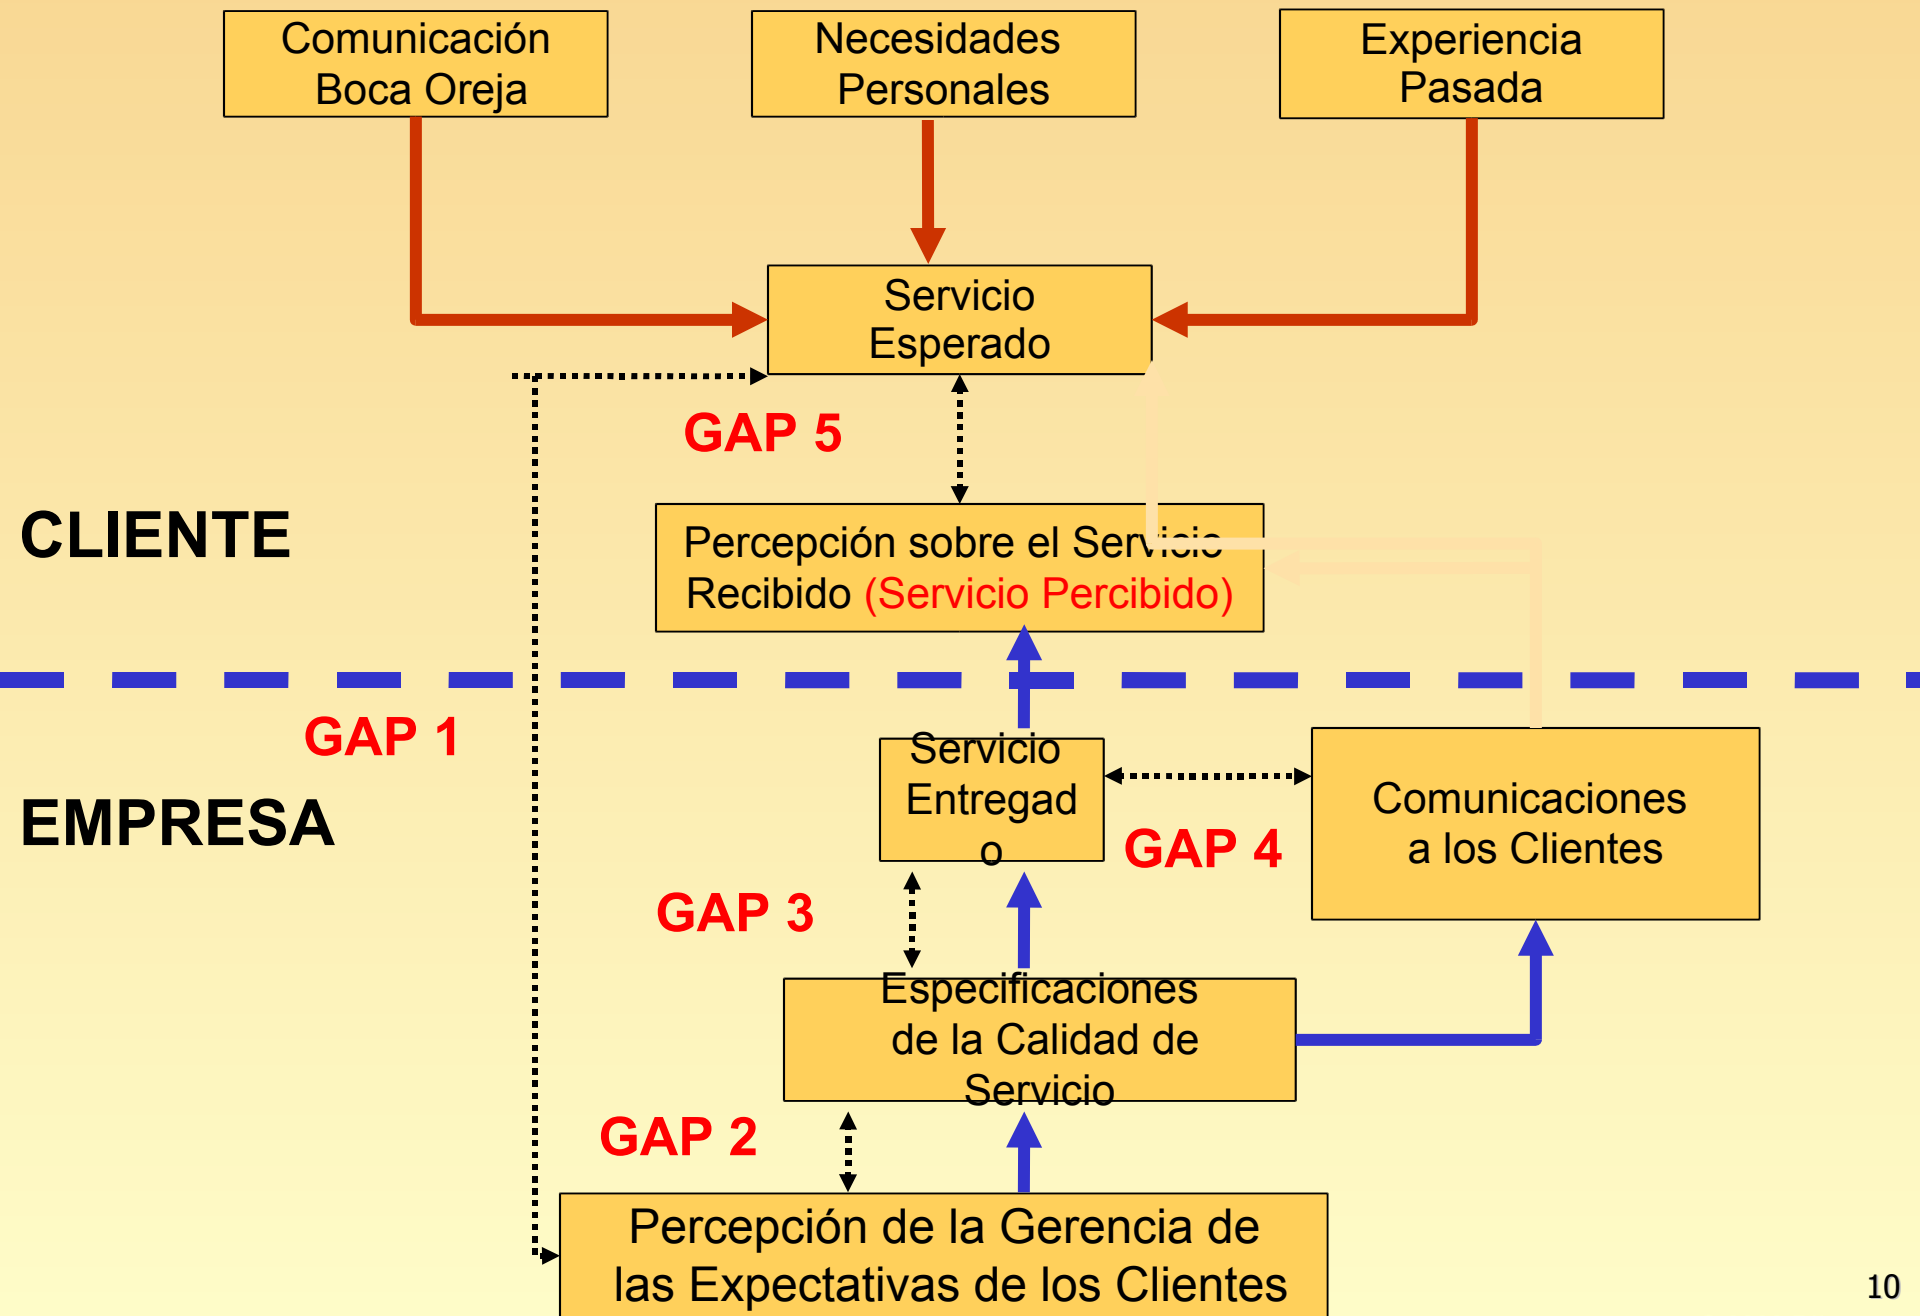 Comunicación
Boca Oreja
Necesidades
Personales
Experiencia
Pasada
Servicio
Esperado
GAP 5
CLIENTE
Percepción sobre el Servicio
Recibido (Servicio Percibido)
GAP 1
EMPRESA
Servicio
Entregad
o
GAP 4
Comunicaciones
a los Clientes
GAP 3
Especificaciones
de la Calidad de
Servicio
GAP 2
Percepción de la Gerencia de
las Expectativas de los Clientes
10